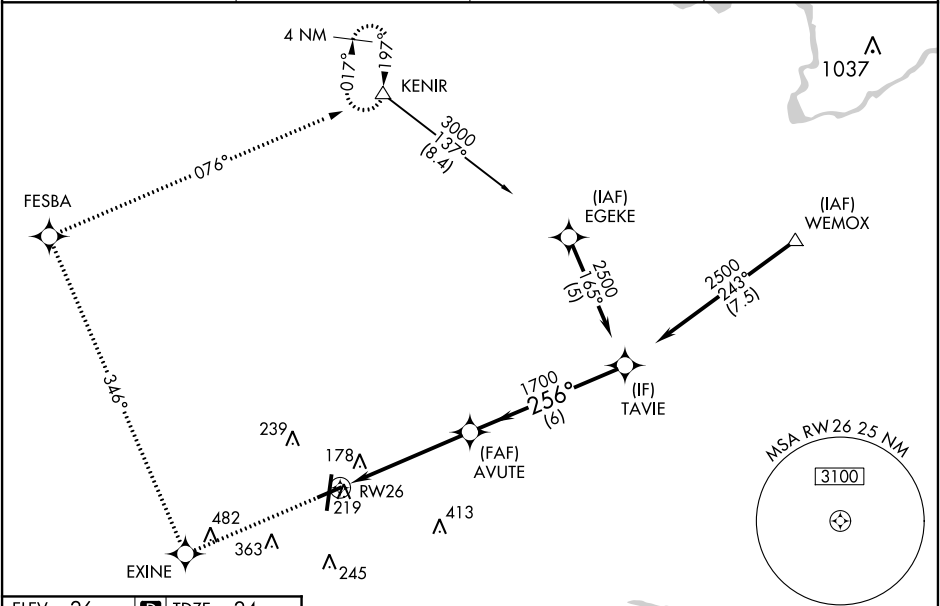 4 NM
017°
197°
KENIR
1037
3000
137°
(8.4)
076°
FESBA
(IAF)
EGEKE
(IAF)
WEMOX
2500
165°
(5)
2500
243°
(7.5)
346°
1700
256°
(6)
(IF)
TAVIE
239
178
(FAF)
AVUTE
RW26
219
413
482
363
245
EXINE
MSA RW26 25 NM
3100